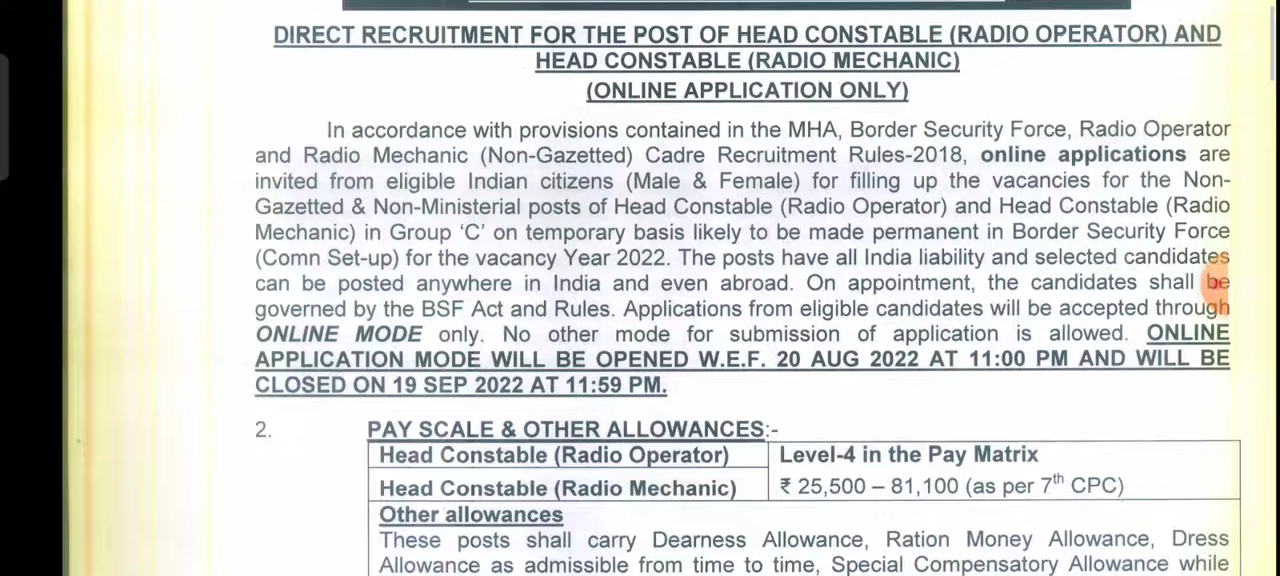 DIRECT RECRUITMENT FOR THE POST OF HEAD CONSTABLE (RADIO OPERATOR) AND
HEAD CONSTABLE (RADIO MECHANIC)
(ONLINE APPLICATION ONLY)
In accordance with provisions contained in the MHA, Border Security Force, Radio Operator
and Radio Mechanic (Non-Gazetted) Cadre Recruitment Rules-2018, online applications are
invited from eligible Indian citizens (Male & Female) for filling up the vacancies for the Non-
Gazetted & Non-Ministerial posts of Head Constable (Radio Operator) and Head Constable (Radio
Mechanic) in Group ‘C’ on temporary basis likely to be made permanent in Border Security Force
(Comn Set-up) for the vacancy Year 2022. The posts have all India liability and selected candidates
can be posted anywhere in India and even abroad. On appointment, the candidates shall be
governed by the BSF Act and Rules. Applications from eligible candidates will be accepted through
ONLINE MODE only. No other mode for submission of application is allowed. ONLINE
APPLICATION MODE WILL BE OPENED W.E.F. 20 AUG 2022 AT 11:00 PM AND WILL BE
CLOSED ON 19 SEP 2022 AT 11:59 PM.
2. PAY SCALE & OTHER ALLOWANCES:-
Head Constable (Radio Operator) Level-4 in the Pay Matrix
Head Constable (Radio Mechanic) ₹ 25,500 – 81,100 (as per 7th CPC)
Other allowances
These posts shall carry Dearness Allowance, Ration Money Allowance, Dress
Allowance as admissible from time to time, Special Compensatory Allowance while